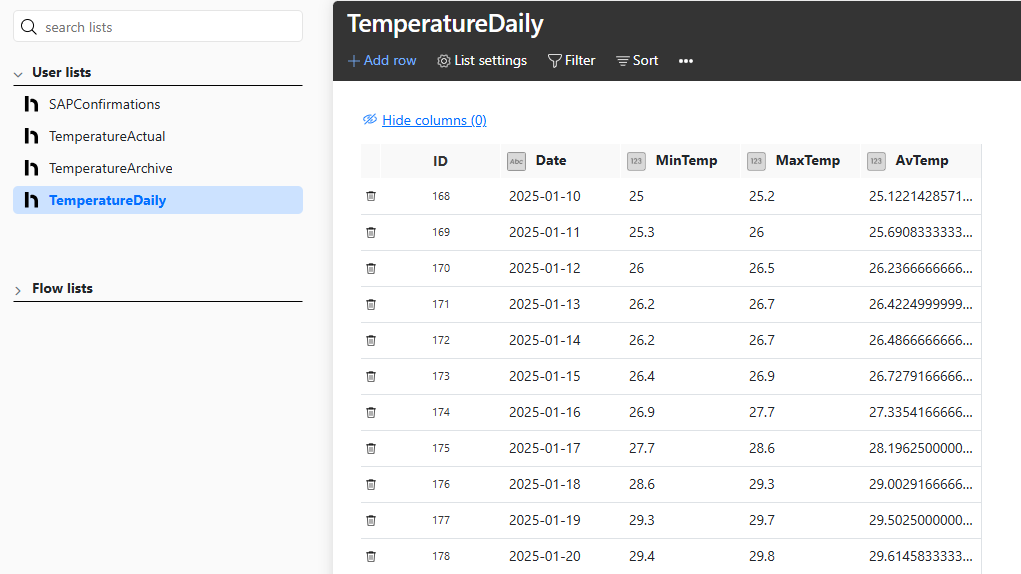 search lists
User lists
SAPConfirmations
TemperatureActual
TemperatureArchive
TemperatureDaily
Flow lists
TemperatureDaily
Add row List settings Filter Sort
Hide columns (0)
ID Abc Date 123 MinTemp 123 MaxTemp 123 AvTemp
168 2025-01-10 25 25.2 25.1221428571...
169 2025-01-11 25.3 26 25.6908333333...
170 2025-01-12 26 26.5 26.2366666666...
171 2025-01-13 26.2 26.7 26.4224999999...
172 2025-01-14 26.2 26.7 26.4866666666...
173 2025-01-15 26.4 26.9 26.7279166666...
174 2025-01-16 26.9 27.7 27.3354166666...
175 2025-01-17 27.7 28.6 28.1962500000...
176 2025-01-18 28.6 29.3 29.0029166666...
177 2025-01-19 29.3 29.7 29.5025000000...
178 2025-01-20 29.4 29.8 29.6145833333...